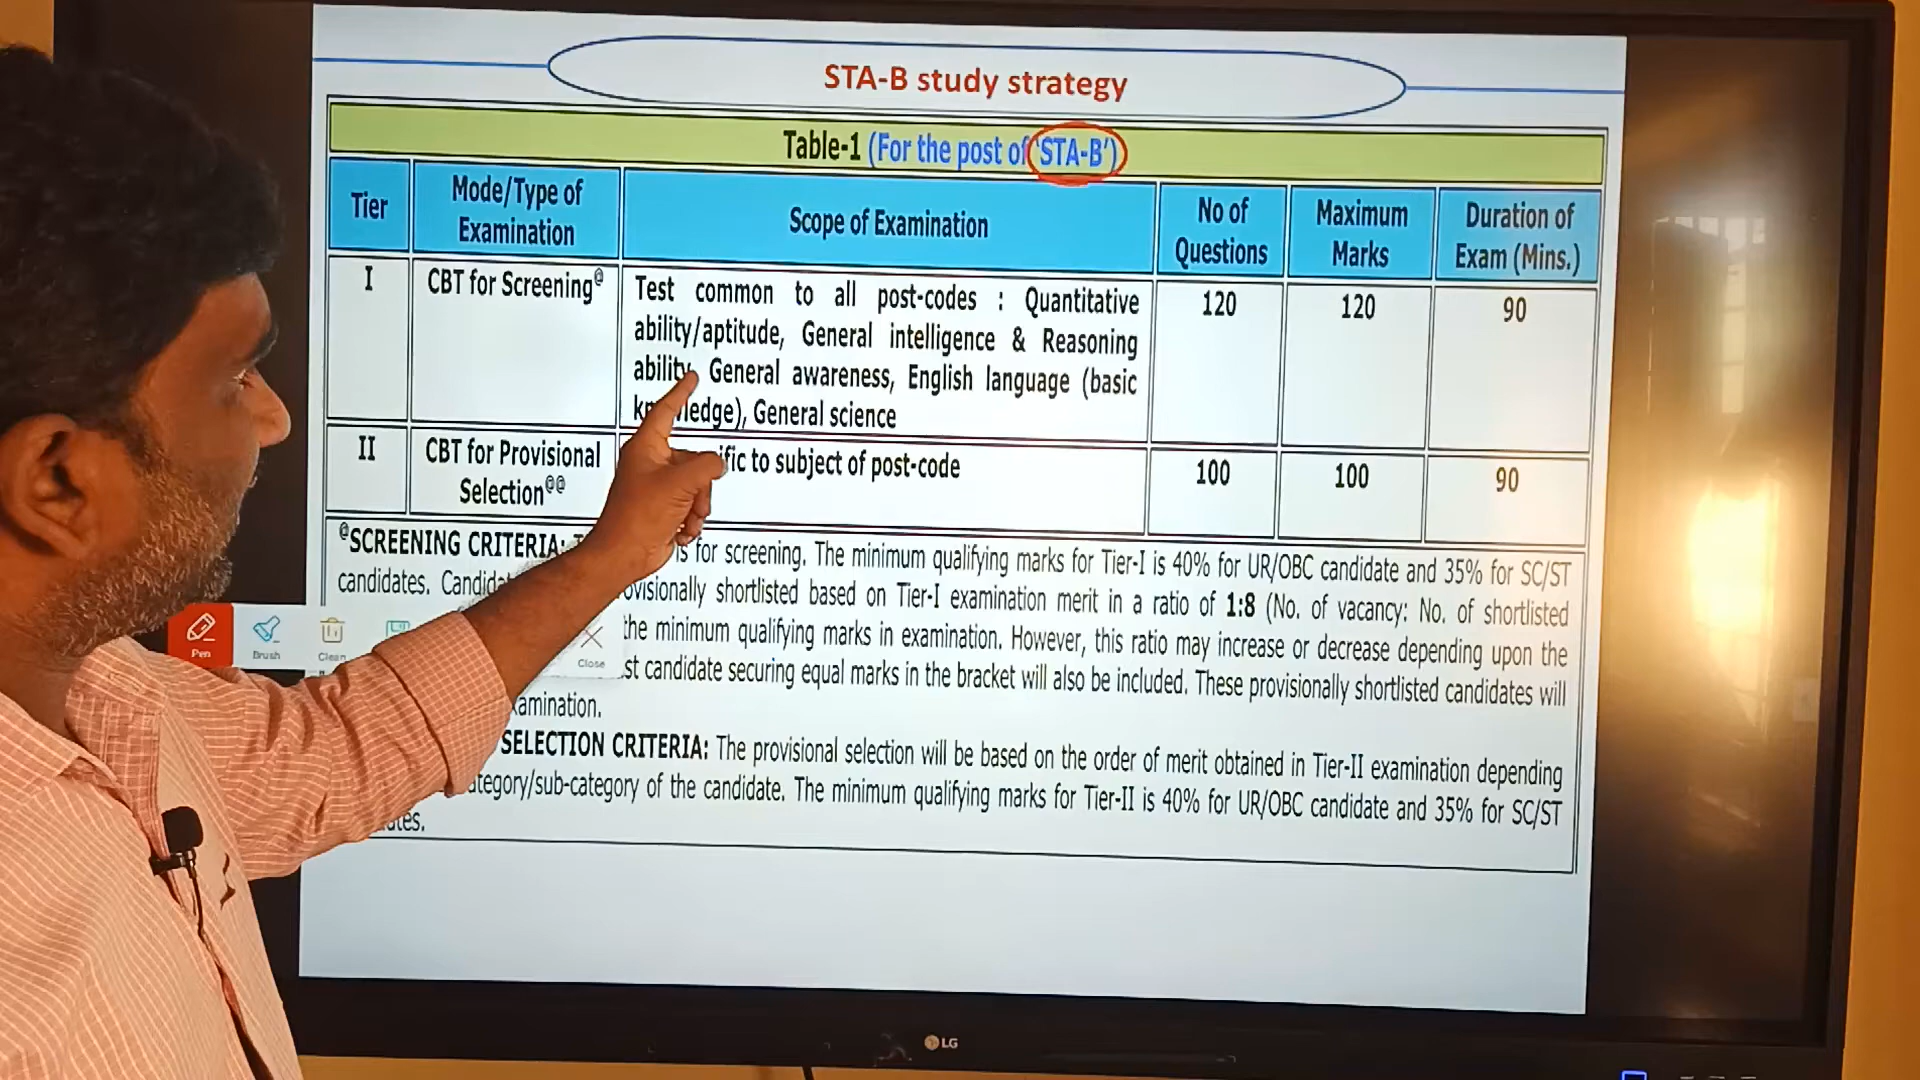 STA-B study strategy
Table-1 (For the post of 'STA-B')
Tier
Mode/Type of
Examination
Scope of Examination
No of
Questions
Maximum
Marks
Duration of
Exam (Mins.)
I
CBT for Screening@
Test common to all post-codes : Quantitative
ability/aptitude, General intelligence & Reasoning
ability, General awareness, English language (basic
knowledge), General science
120
120
90
II
CBT for Provisional
Selection@@
to subject of post-code
100
100
90
@SCREENING CRITERIA: is for screening. The minimum qualifying marks for Tier-I is 40% for UR/OBC candidate and 35% for SC/ST
candidates. shortlisted based on Tier-I examination merit in a ratio of 1:8 (No. of vacancy: No. of shortlisted
the minimum qualifying marks in examination. However, this ratio may increase or decrease depending upon the
candidate securing equal marks in the bracket will also be included. These provisionally shortlisted candidates will
SELECTION CRITERIA: The provisional selection will be based on the order of merit obtained in Tier-II examination depending
category/sub-category of the candidate. The minimum qualifying marks for Tier-II is 40% for UR/OBC candidate and 35% for SC/ST
Pen
Brush
Clean
Close
LG